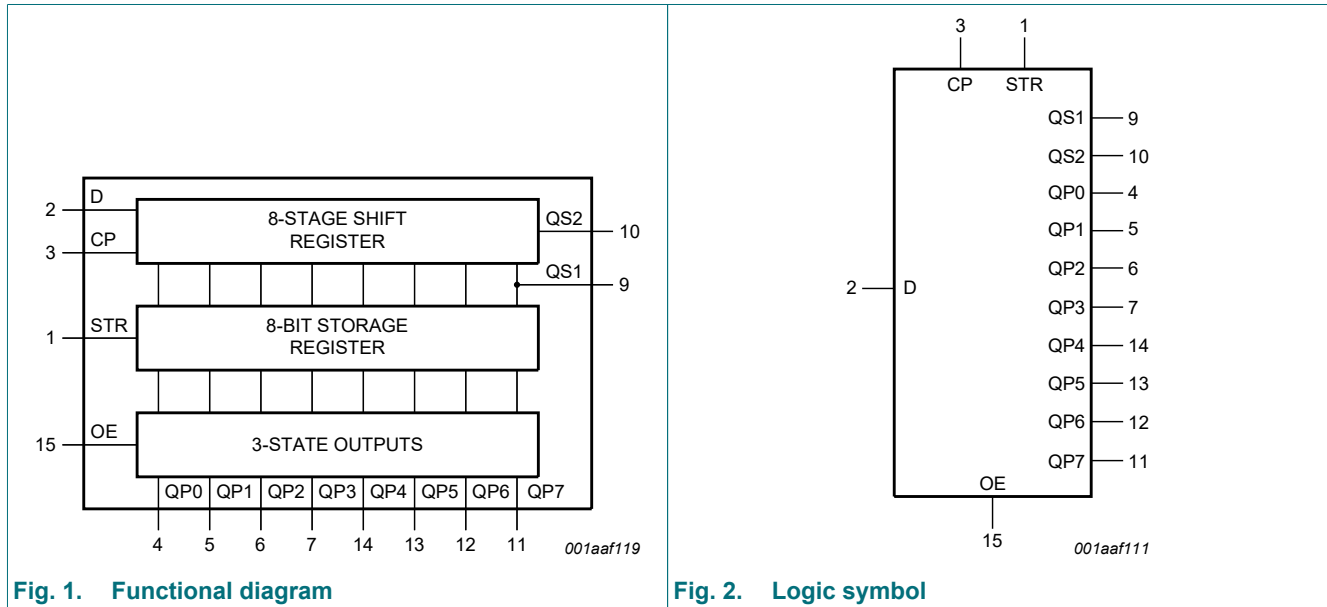 D
2
8-STAGE SHIFT
REGISTER
QS2
10
CP
3
QS1
9
STR
1
8-BIT STORAGE
REGISTER
OE
15
3-STATE OUTPUTS
QP0 QP1 QP2 QP3 QP4 QP5 QP6 QP7
4 5 6 7 14 13 12 11
001aaf119
Fig. 1. Functional diagram
3 1
CP STR
QS1 9
QS2 10
QP0 4
QP1 5
QP2 6
2 D
QP3 7
QP4 14
QP5 13
QP6 12
QP7 11
OE
15
001aaf111
Fig. 2. Logic symbol